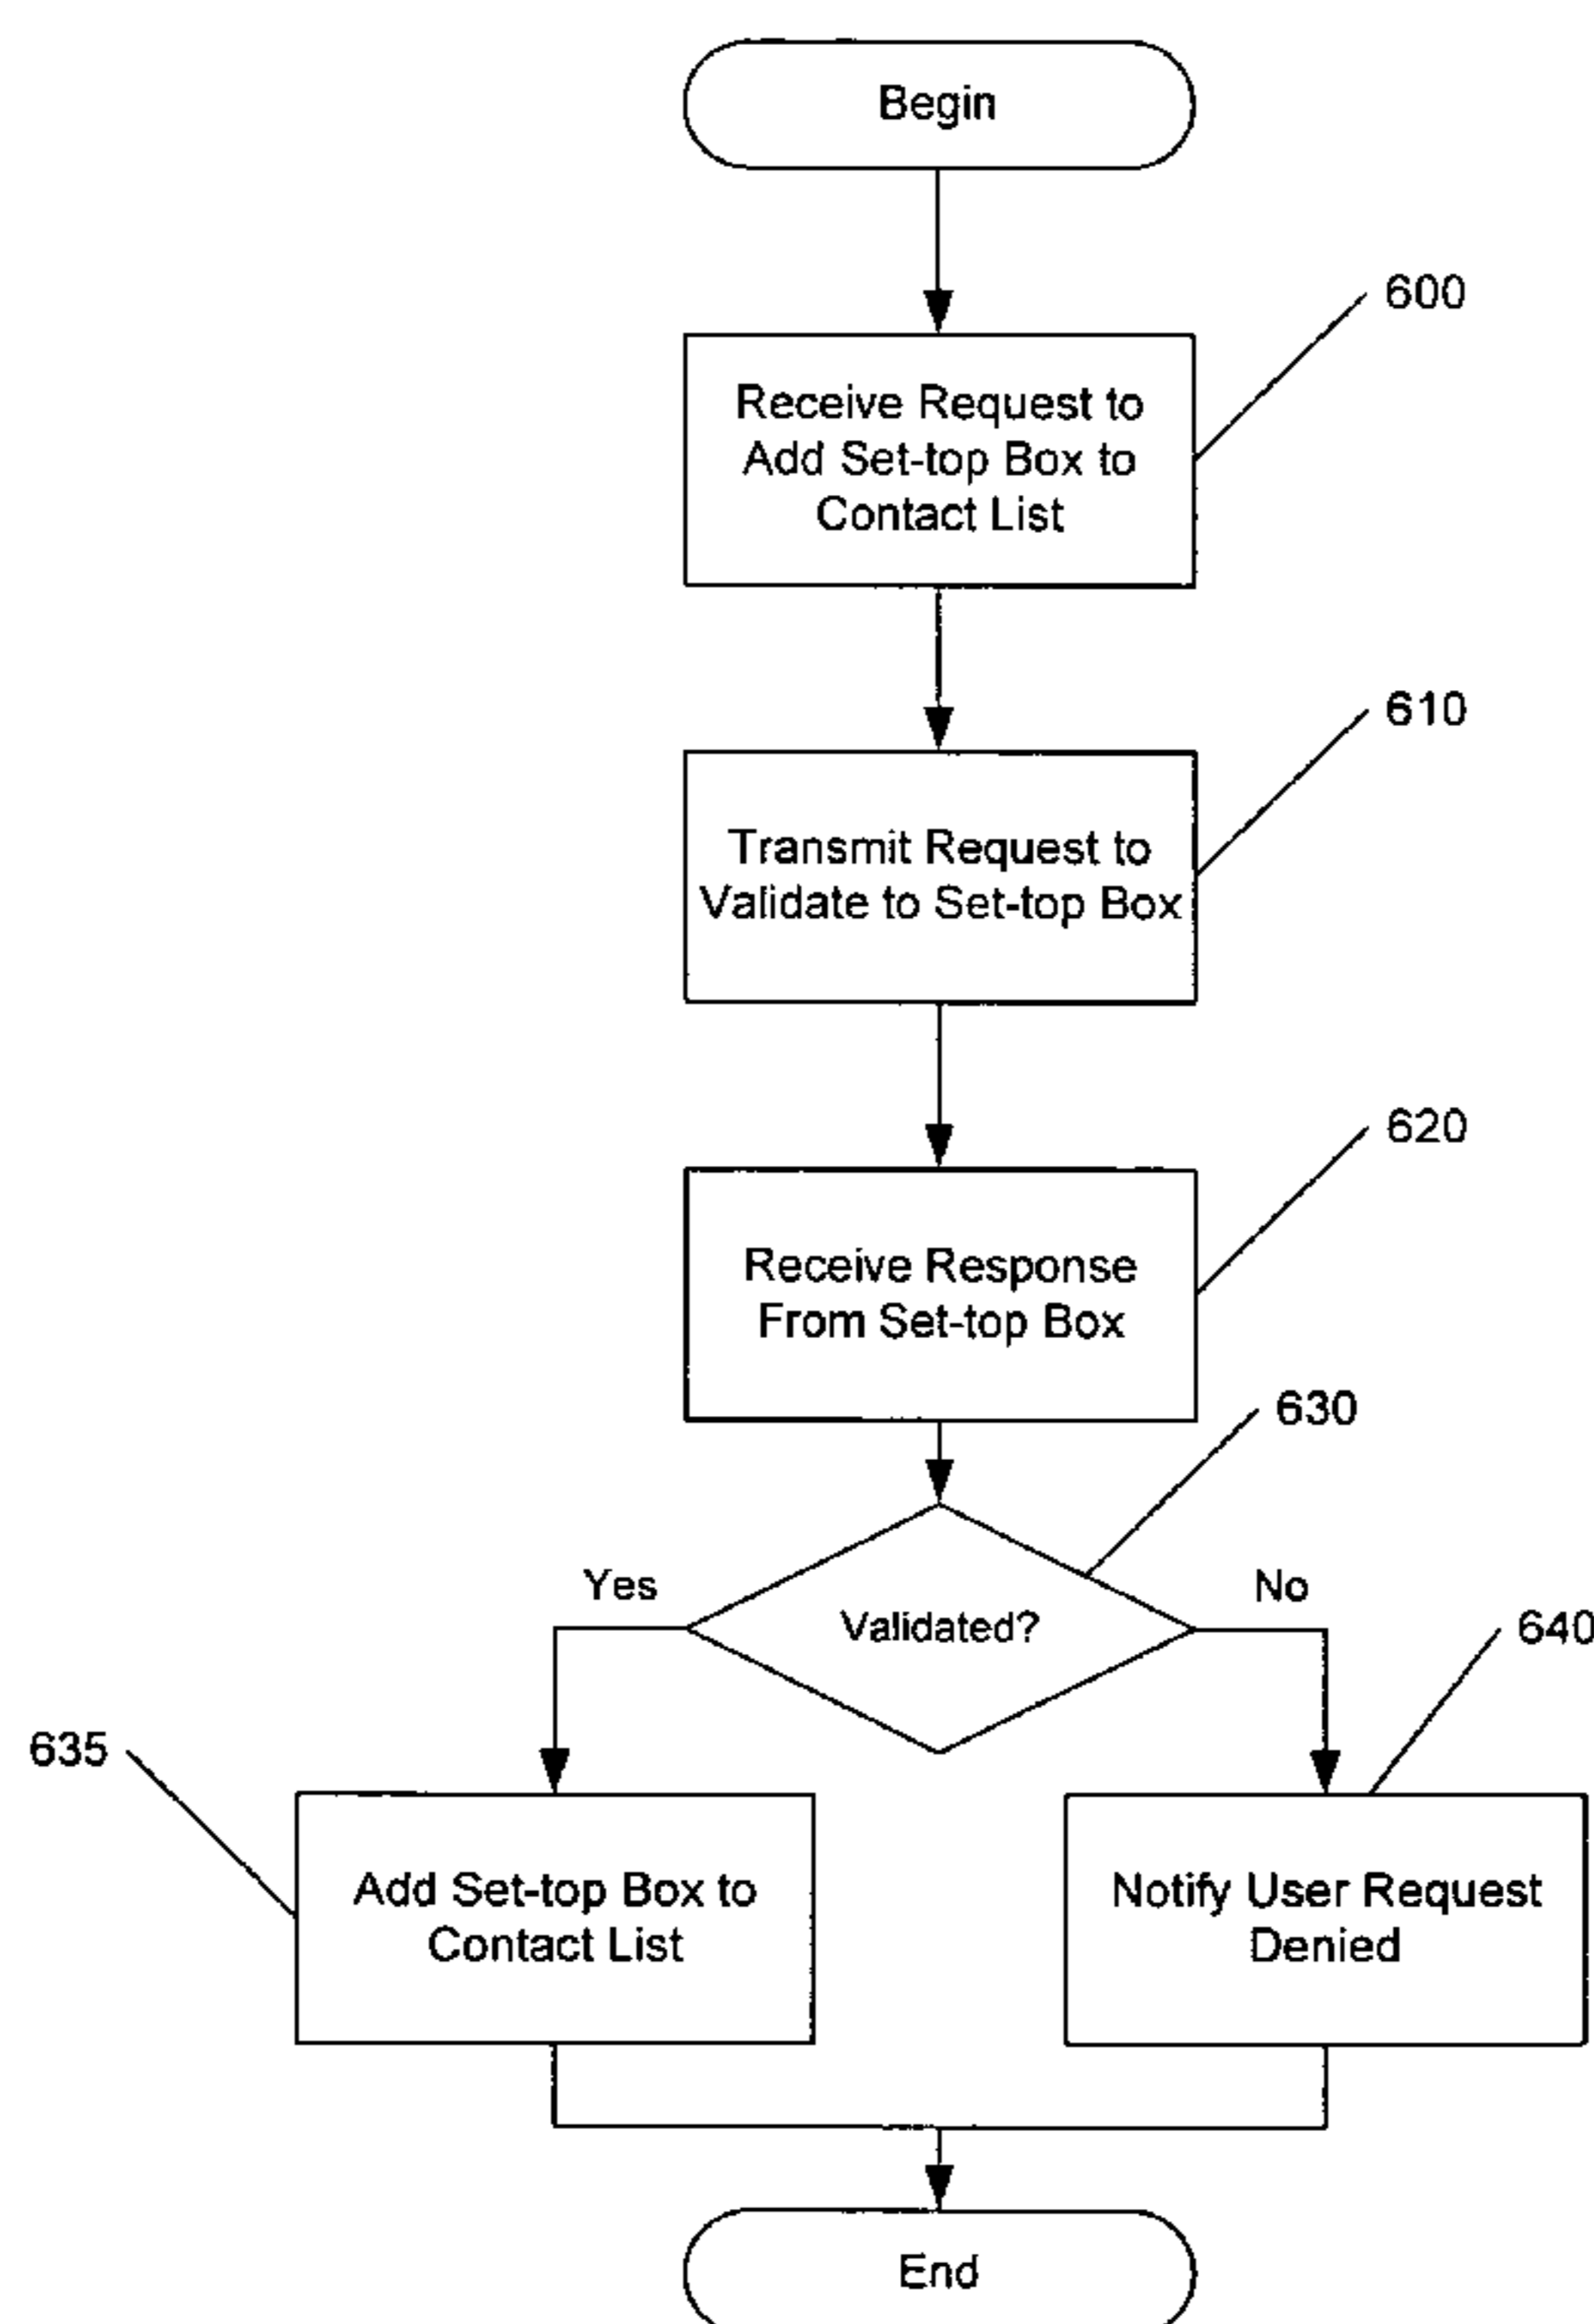 Begin
600
Receive Request to
Add Set-top Box to
Contact List
610
Transmit Request to
Validate to Set-top Box
620
Receive Response
From Set-top Box
630
Yes
Validated?
No
640
635
Add Set-top Box to
Contact List
Notify User Request
Denied
End